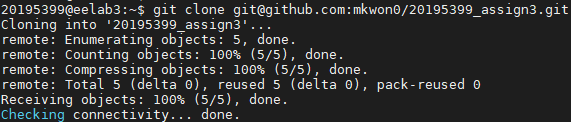 20195399@eelab3:~$ git clone git@github.com:mkwon0/20195399_assign3.git
Cloning into '20195399_assign3'...
remote: Enumerating objects: 5, done.
remote: Counting objects: 100% (5/5), done.
remote: Compressing objects: 100% (5/5), done.
remote: Total 5 (delta 0), reused 5 (delta 0), pack-reused 0
Receiving objects: 100% (5/5), done.
Checking connectivity... done.